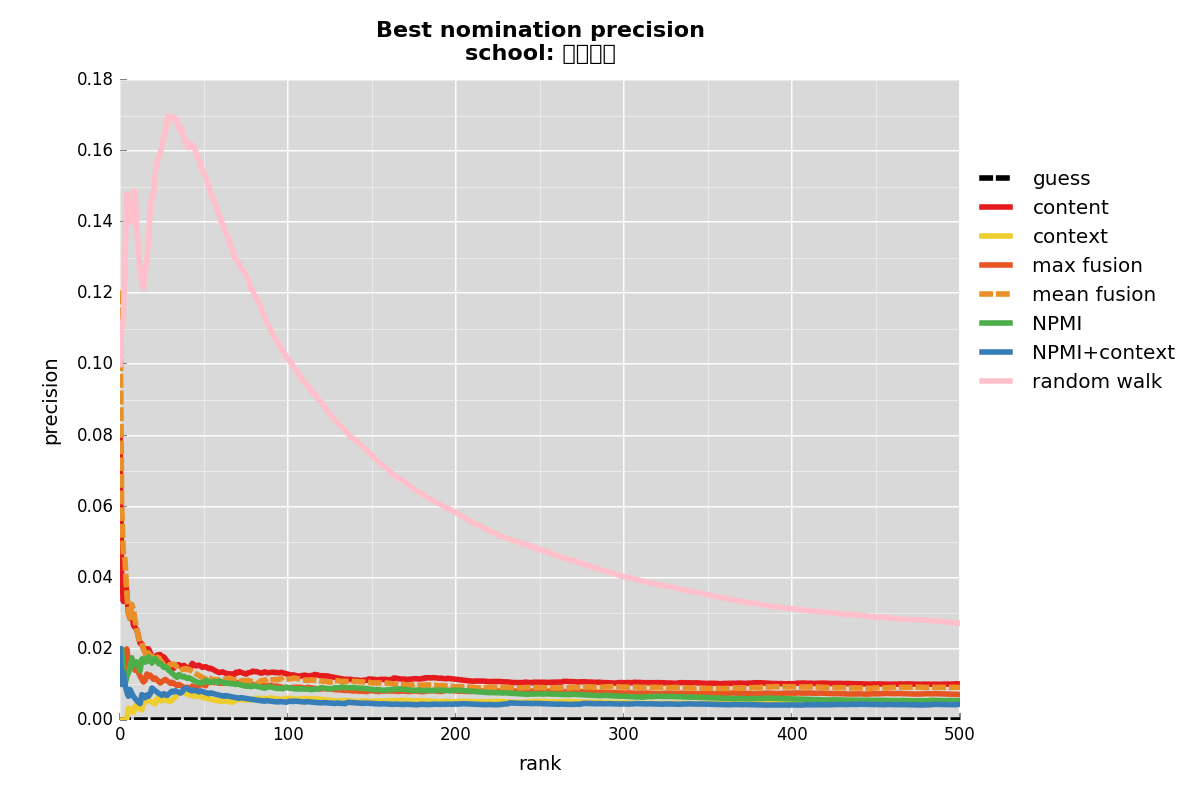 Best nomination precision
school:
0.18
0.16
0.14
0.12
0.10
0.08
0.06
0.04
0.02
0.00
precision
0 100 200 300 400 500
rank
guess
content
context
max fusion
mean fusion
NPMI
NPMI+context
random walk